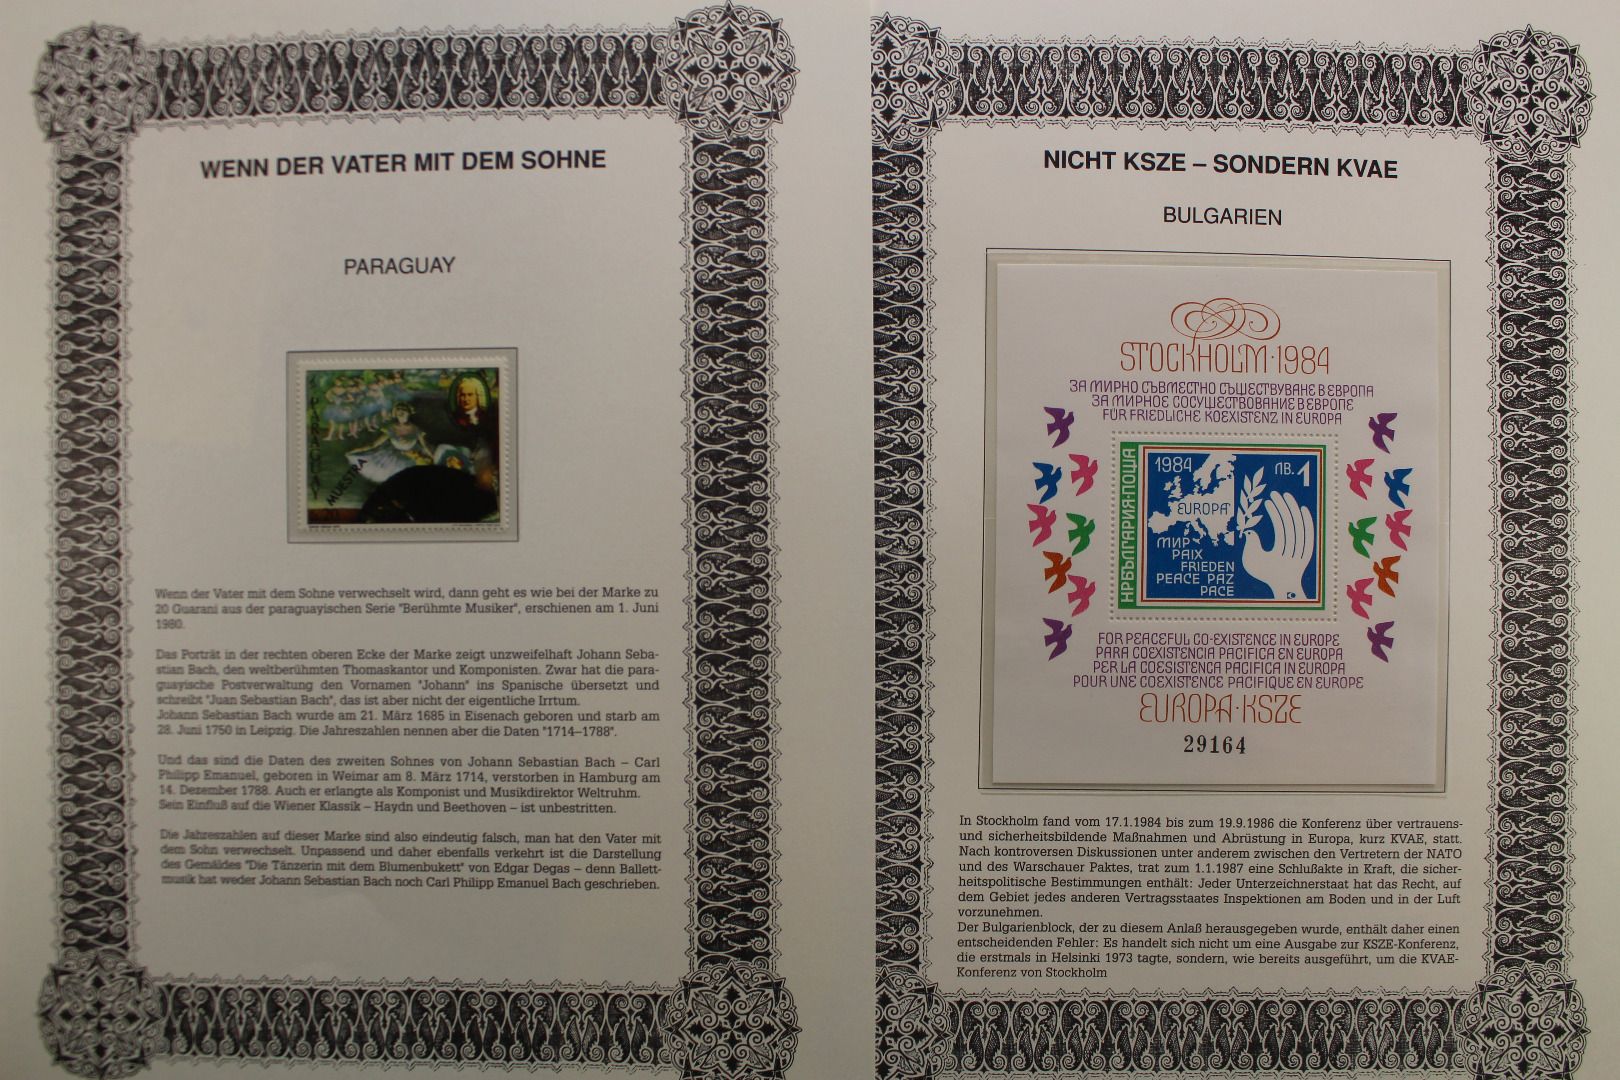 WENN DER VATER MIT DEM SOHNE
PARAGUAY
PARAGUAY
MUESTRA
Wenn der Vater mit dem Sohne verwechselt wird, dann geht es wie bei der Marke zu
20 Guarani aus der paraguayischen Serie "Berühmte Musiker", erschienen am 1. Juni
1980.
Das Porträt in der rechten oberen Ecke der Marke zeigt unzweifelhaft Johann Seba-
stian Bach, den weltberühmten Thomaskantor und Komponisten. Zwar hat die para-
guayische Postverwaltung den Vornamen "Johann" ins Spanische übersetzt und
schreibt "Juan Sebastian Bach", das ist aber nicht der eigentliche Irrtum.
Johann Sebastian Bach wurde am 21. März 1685 in Eisenach geboren und starb am
28. Juni 1750 in Leipzig. Die Jahreszahlen nennen aber die Daten "1714–1788".
Und das sind die Daten des zweiten Sohnes von Johann Sebastian Bach – Carl
Philipp Emanuel, geboren in Weimar am 8. März 1714, verstorben in Hamburg am
14. Dezember 1788. Auch er erlangte als Komponist und Musikdirektor Weltruhm.
Sein Einfluß auf die Wiener Klassik – Haydn und Beethoven – ist unbestritten.
Die Jahreszahlen auf dieser Marke sind also eindeutig falsch, man hat den Vater mit
dem Sohn verwechselt. Unpassend und daher ebenfalls verkehrt ist die Darstellung
des Gemäldes "Die Tänzerin mit dem Blumenbukett" von Edgar Degas – denn Ballett-
musik hat weder Johann Sebastian Bach noch Carl Philipp Emanuel Bach geschrieben.
NICHT KSZE – SONDERN KVAE
BULGARIEN
STOCKHOLM·1984
ЗА МИРНО СЪВМЕСТНО СЪЩЕСТВУВАНЕ В ЕВРОПА
ЗА МИРНОЕ СОСУЩЕСТВОВАНИЕ В ЕВРОПЕ
FÜR FRIEDLICHE KOEXISTENZ IN EUROPA
НРБЪЛГАРИЯ·ПОЩА
1984 ЛВ. 1
EUROPA
МИР
PAIX
FRIEDEN
PEACE PAZ
PACE
FOR PEACEFUL CO-EXISTENCE IN EUROPE
PARA COEXISTENCIA PACIFICA EN EUROPA
PER LA COESISTENCA PACIFICA IN EUROPA
POUR UNE COEXISTENCE PACIFIQUE EN EUROPE
EUROPA·KSZE
29164
In Stockholm fand vom 17.1.1984 bis zum 19.9.1986 die Konferenz über vertrauens-
und sicherheitsbildende Maßnahmen und Abrüstung in Europa, kurz KVAE, statt.
Nach kontroversen Diskussionen unter anderem zwischen den Vertretern der NATO
und des Warschauer Paktes, trat zum 1.1.1987 eine Schlußakte in Kraft, die sicher-
heitspolitische Bestimmungen enthält: Jeder Unterzeichnerstaat hat das Recht, auf
dem Gebiet jedes anderen Vertragsstaates Inspektionen am Boden und in der Luft
vorzunehmen.
Der Bulgarienblock, der zu diesem Anlaß herausgegeben wurde, enthält daher einen
entscheidenden Fehler: Es handelt sich nicht um eine Ausgabe zur KSZE-Konferenz,
die erstmals in Helsinki 1973 tagte, sondern, wie bereits ausgeführt, um die KVAE-
Konferenz von Stockholm